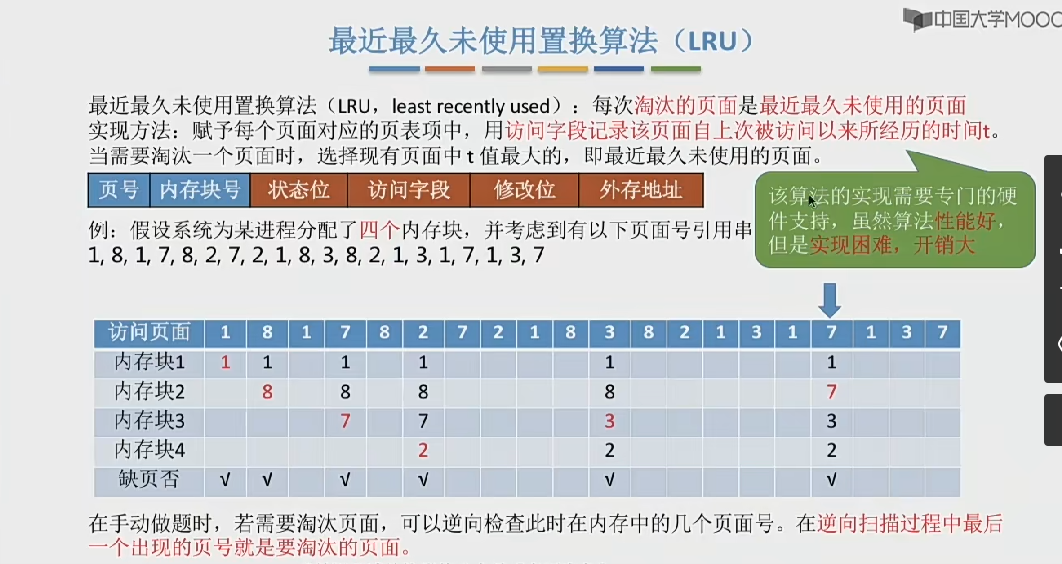 中国大学MOOC
最近最久未使用置换算法（LRU）
最近最久未使用置换算法（LRU，least recently used）：每次淘汰的页面是最近最久未使用的页面
实现方法：赋予每个页面对应的页表项中，用访问字段记录该页面自上次被访问以来所经历的时间t。
当需要淘汰一个页面时，选择现有页面中 t 值最大的，即最近最久未使用的页面。
页号 内存块号 状态位 访问字段 修改位 外存地址
该算法的实现需要专门的硬
件支持，虽然算法性能好，
但是实现困难，开销大
例：假设系统为某进程分配了四个内存块，并考虑到有以下页面号引用串
1, 8, 1, 7, 8, 2, 7, 2, 1, 8, 3, 8, 2, 1, 3, 1, 7, 1, 3, 7
访问页面 1 8 1 7 8 2 7 2 1 8 3 8 2 1 3 1 7 1 3 7
内存块1 1 1 1 1 1 1
内存块2 8 8 8 8 7
内存块3 7 7 3 3
内存块4 2 2 2
缺页否 √ √ √ √ √ √
在手动做题时，若需要淘汰页面，可以逆向检查此时在内存中的几个页面号。在逆向扫描过程中最后
一个出现的页号就是要淘汰的页面。